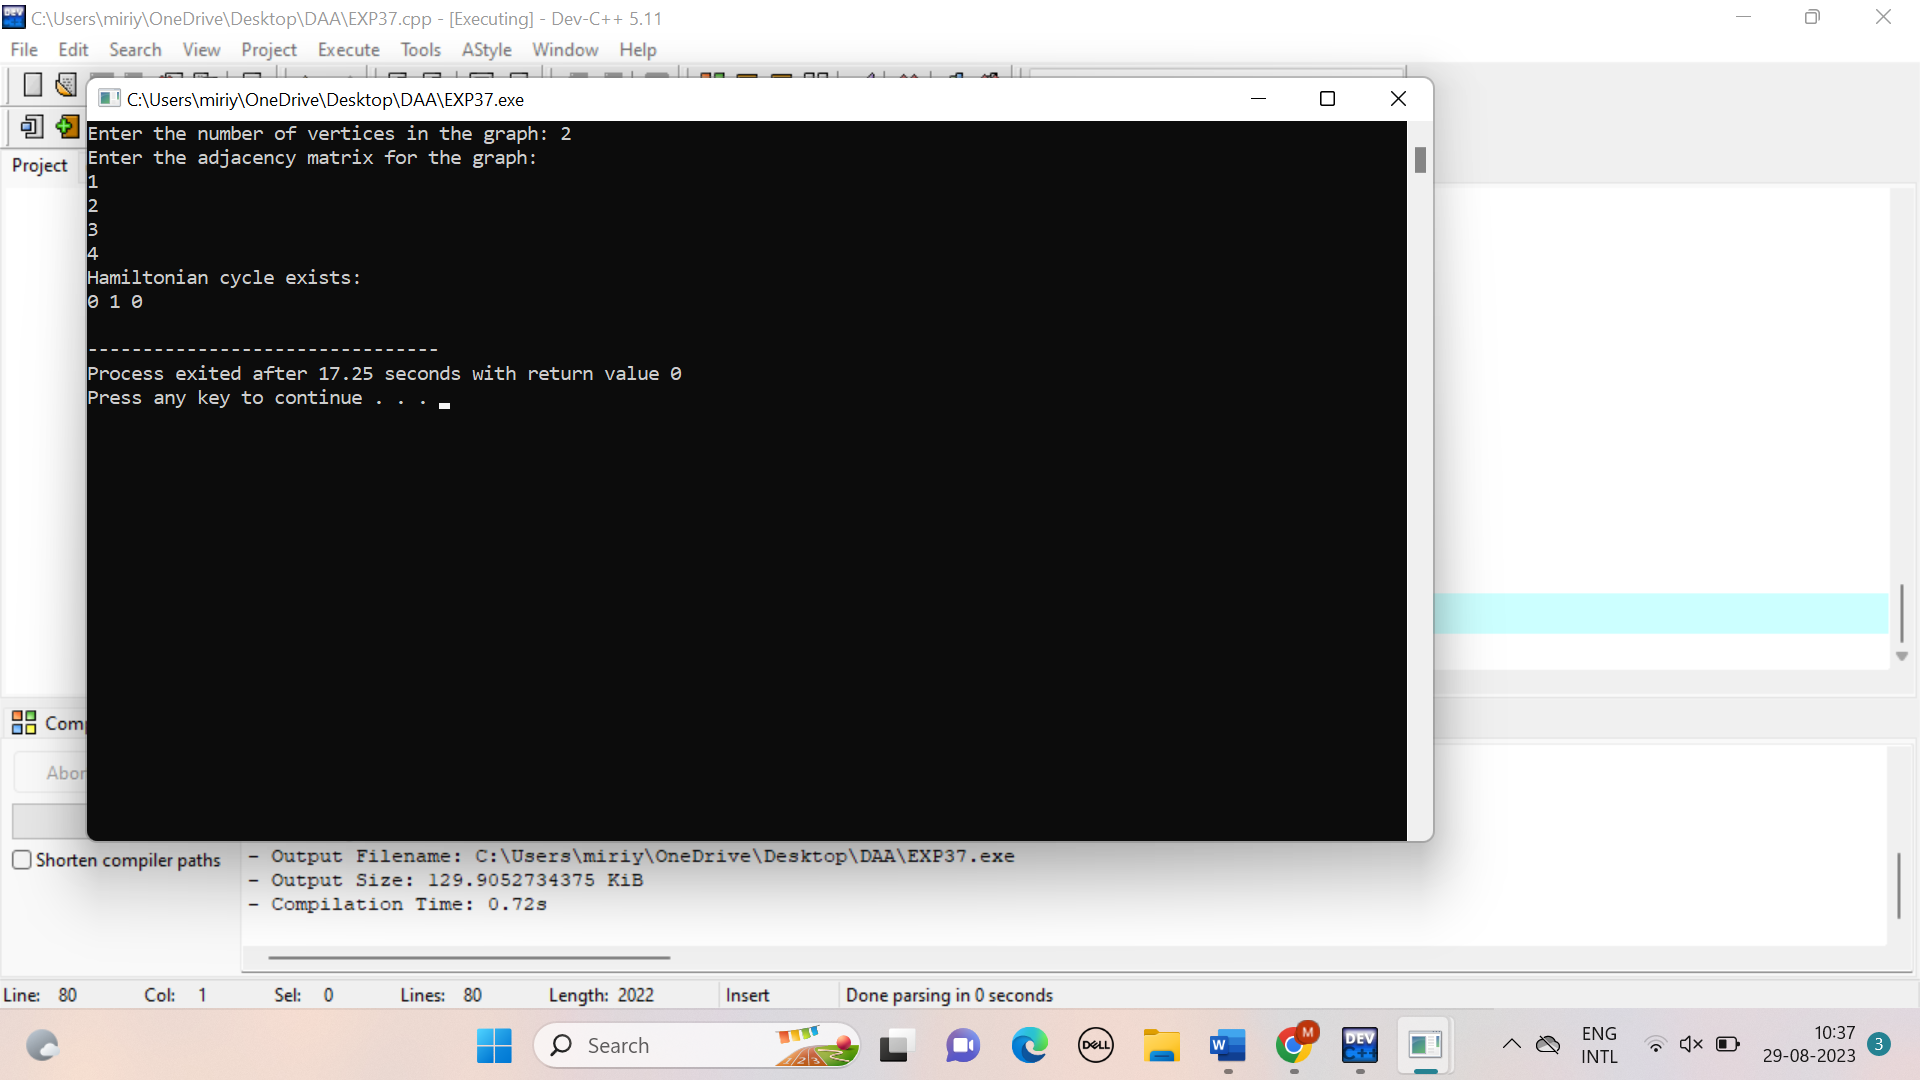 C:\Users\miriy\OneDrive\Desktop\DAA\EXP37.cpp - [Executing] - Dev-C++ 5.11
File Edit Search View Project Execute Tools AStyle Window Help
C:\Users\miriy\OneDrive\Desktop\DAA\EXP37.exe
Project
Enter the number of vertices in the graph: 2
Enter the adjacency matrix for the graph:
1
2
3
4
Hamiltonian cycle exists:
0 1 0
--------------------------------
Process exited after 17.25 seconds with return value 0
Press any key to continue . . .
Comp
Abor
Shorten compiler paths
- Output Filename: C:\Users\miriy\OneDrive\Desktop\DAA\EXP37.exe
- Output Size: 129.9052734375 KiB
- Compilation Time: 0.72s
Line: 80 Col: 1 Sel: 0 Lines: 80 Length: 2022 Insert Done parsing in 0 seconds
Search
DELL
W
M
DEV C++
ENG
INTL
10:37
29-08-2023
3